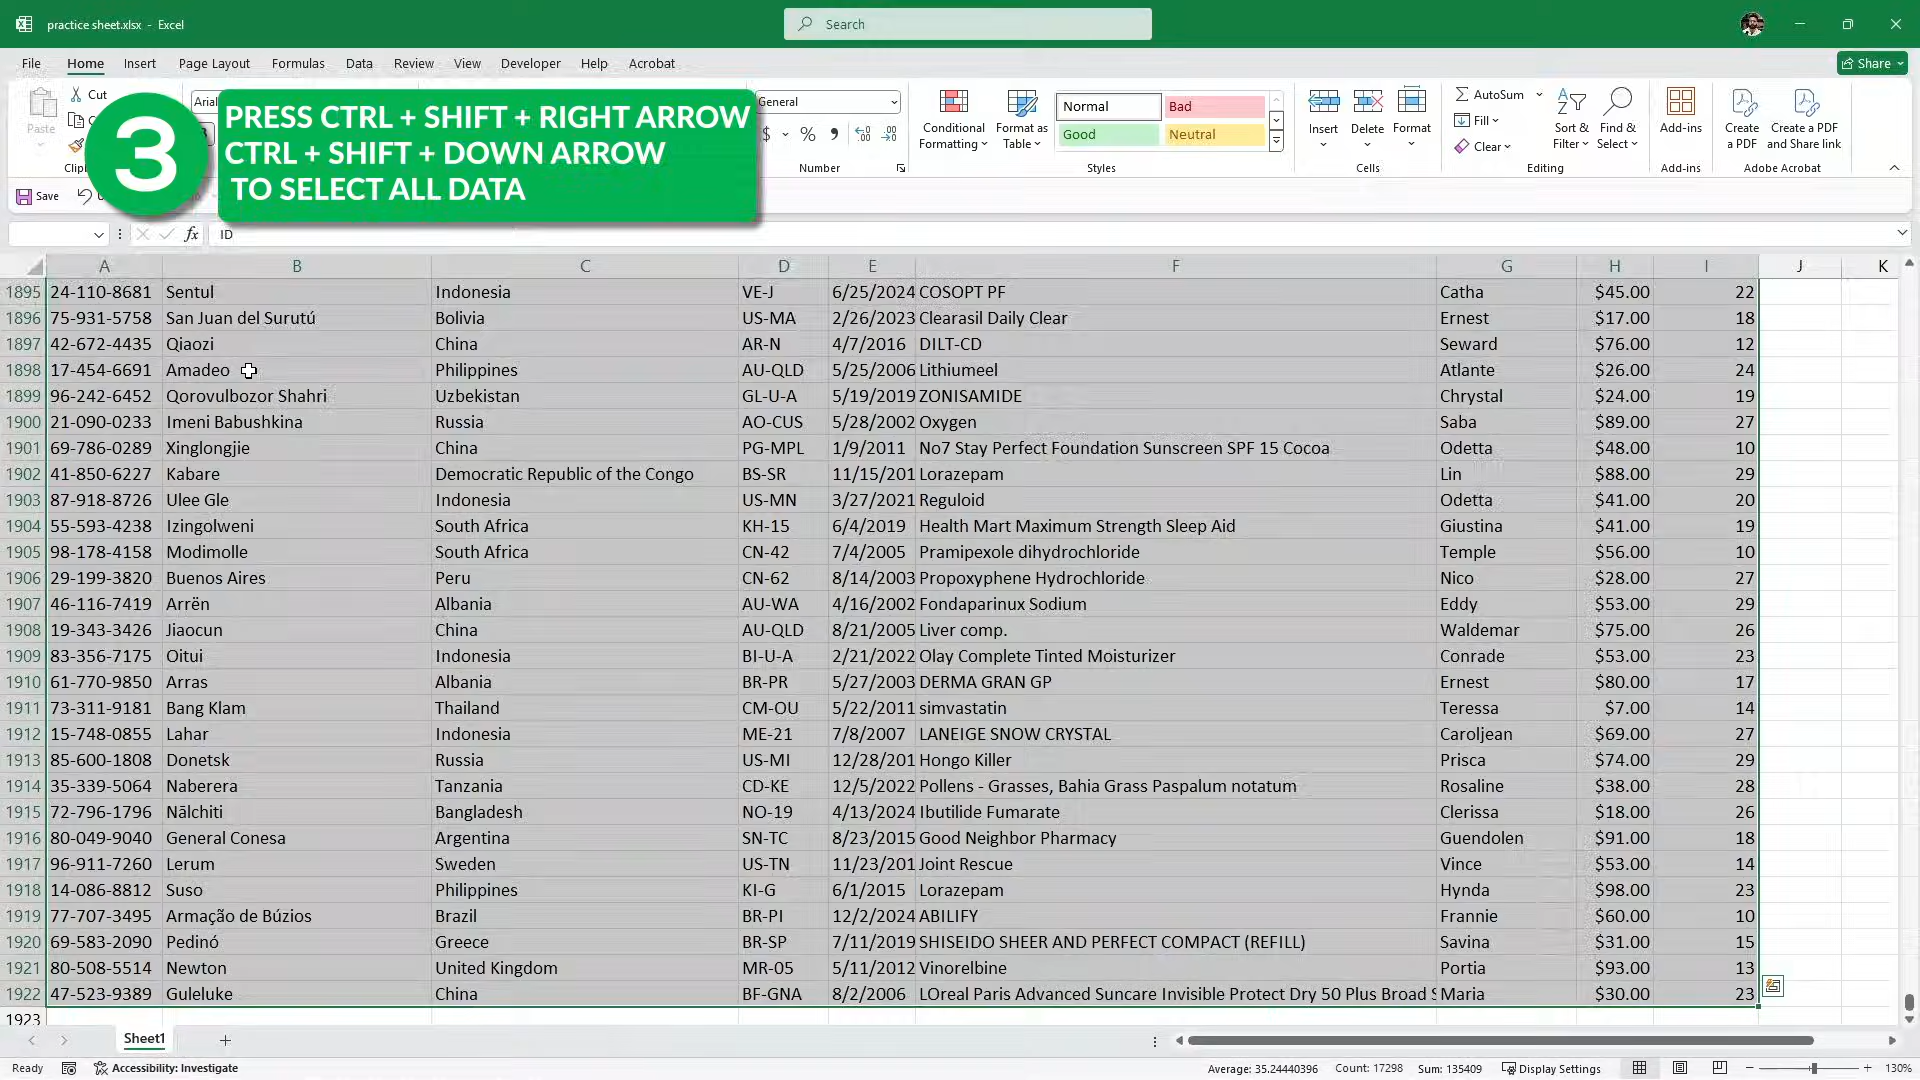 practice sheet.xlsx - Excel
Search
File Home Insert Page Layout Formulas Data Review View Developer Help Acrobat
Share
3
PRESS CTRL + SHIFT + RIGHT ARROW
CTRL + SHIFT + DOWN ARROW
TO SELECT ALL DATA
Paste
Cut
Arial
General
$ % 9
Number
Conditional Formatting
Format as Table
Normal Bad
Good Neutral
Styles
Insert Delete Format
Cells
AutoSum
Fill
Clear
Sort & Filter
Find & Select
Editing
Add-ins
Add-ins
Create a PDF
Create a PDF and Share link
Adobe Acrobat
Save
fx ID
A B C D E F G H I J K
1895 24-110-8681 Sentul Indonesia VE-J 6/25/2024 COSOPT PF Catha $45.00 22
1896 75-931-5758 San Juan del Surutú Bolivia US-MA 2/26/2023 Clearasil Daily Clear Ernest $17.00 18
1897 42-672-4435 Qiaozi China AR-N 4/7/2016 DILT-CD Seward $76.00 12
1898 17-454-6691 Amadeo Philippines AU-QLD 5/25/2006 Lithiumeel Atlante $26.00 24
1899 96-242-6452 Qorovulbozor Shahri Uzbekistan GL-U-A 5/19/2019 ZONISAMIDE Chrystal $24.00 19
1900 21-090-0233 Imeni Babushkina Russia AO-CUS 5/28/2002 Oxygen Saba $89.00 27
1901 69-786-0289 Xinglongjie China PG-MPL 1/9/2011 No7 Stay Perfect Foundation Sunscreen SPF 15 Cocoa Odetta $48.00 10
1902 41-850-6227 Kabare Democratic Republic of the Congo BS-SR 11/15/201 Lorazepam Lin $88.00 29
1903 87-918-8726 Ulee Gle Indonesia US-MN 3/27/2021 Reguloid Odetta $41.00 20
1904 55-593-4238 Izingolweni South Africa KH-15 6/4/2019 Health Mart Maximum Strength Sleep Aid Giustina $41.00 19
1905 98-178-4158 Modimolle South Africa CN-42 7/4/2005 Pramipexole dihydrochloride Temple $56.00 10
1906 29-199-3820 Buenos Aires Peru CN-62 8/14/2003 Propoxyphene Hydrochloride Nico $28.00 27
1907 46-116-7419 Arrën Albania AU-WA 4/16/2002 Fondaparinux Sodium Eddy $53.00 29
1908 19-343-3426 Jiaocun China AU-QLD 8/21/2005 Liver comp. Waldemar $75.00 26
1909 83-356-7175 Oitui Indonesia BI-U-A 2/21/2022 Olay Complete Tinted Moisturizer Conrade $53.00 23
1910 61-770-9850 Arras Albania BR-PR 5/27/2003 DERMA GRAN GP Ernest $80.00 17
1911 73-311-9181 Bang Klam Thailand CM-OU 5/22/2011 simvastatin Teressa $7.00 14
1912 15-748-0855 Lahar Indonesia ME-21 7/8/2007 LANEIGE SNOW CRYSTAL Caroljean $69.00 27
1913 85-600-1808 Donetsk Russia US-MI 12/28/201 Hongo Killer Prisca $74.00 29
1914 35-339-5064 Naberera Tanzania CD-KE 12/5/2022 Pollens - Grasses, Bahia Grass Paspalum notatum Rosaline $38.00 28
1915 72-796-1796 Nālchiti Bangladesh NO-19 4/13/2024 Ibutilide Fumarate Clerissa $18.00 26
1916 80-049-9040 General Conesa Argentina SN-TC 8/23/2015 Good Neighbor Pharmacy Guendolen $91.00 18
1917 96-911-7260 Lerum Sweden US-TN 11/23/201 Joint Rescue Vince $53.00 14
1918 14-086-8812 Suso Philippines KI-G 6/1/2015 Lorazepam Hynda $98.00 23
1919 77-707-3495 Armação de Búzios Brazil BR-PI 12/2/2024 ABILIFY Frannie $60.00 10
1920 69-583-2090 Pedinó Greece BR-SP 7/11/2019 SHISEIDO SHEER AND PERFECT COMPACT (REFILL) Savina $31.00 15
1921 80-508-5514 Newton United Kingdom MR-05 5/11/2012 Vinorelbine Portia $93.00 13
1922 47-523-9389 Guleluke China BF-GNA 8/2/2006 LOreal Paris Advanced Suncare Invisible Protect Dry 50 Plus Broad S Maria $30.00 23
1923
Sheet1
Ready Accessibility: Investigate Average: 35.24440396 Count: 17298 Sum: 135409 Display Settings 130%